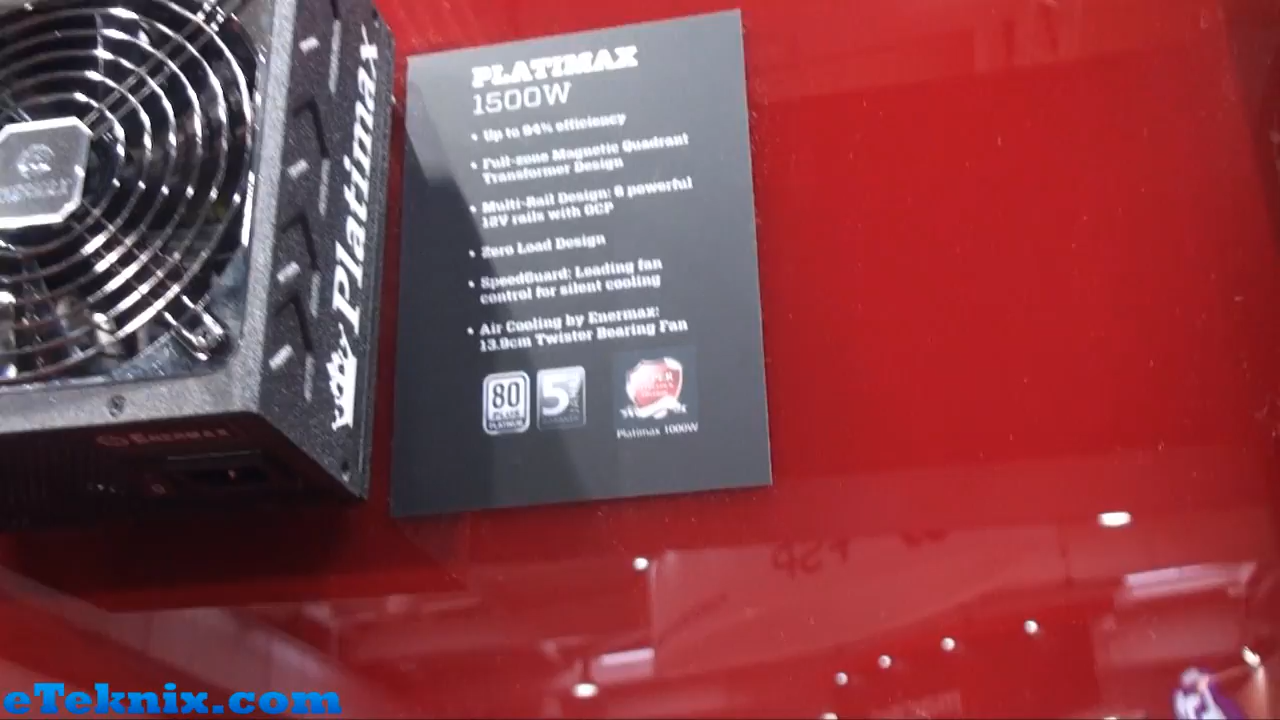 PLATIMAX
1500W
• Up to 94% efficiency
• Full-zone Magnetic Quadrant
Transformer Design
• Multi-Rail Design: 6 powerful
12V rails with OCP
• Zero Load Design
• SpeedGuard: Leading fan
control for silent cooling
• Air Cooling by Enermax:
13.9cm Twister Bearing Fan
80
PLUS
PLATINUM
5
Platimax 1000W
Platimax
ENERMAX
eTeknix.com